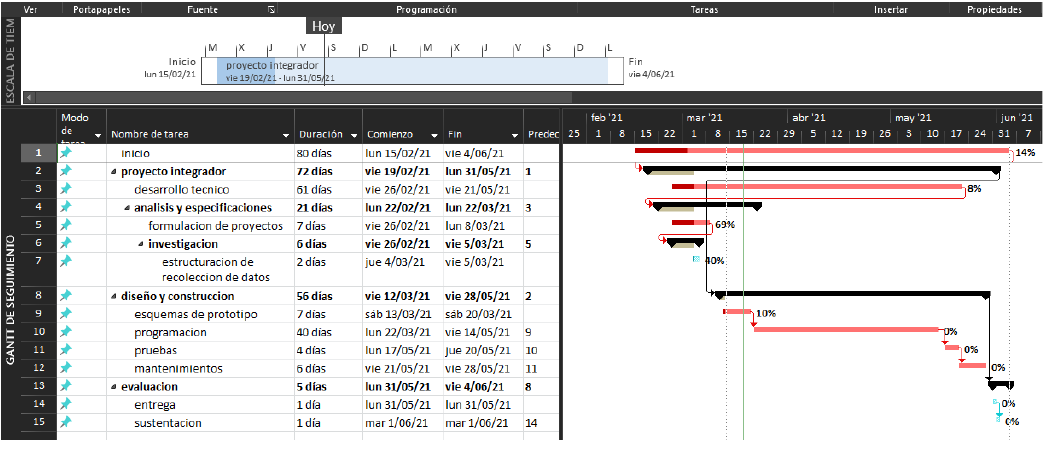 Ver Portapapeles Fuente Programación Tareas Insertar Propiedades
Hoy
ESCALA DE TIEM
M X J V S D L M X J V S D L
Inicio
lun 15/02/21
proyecto integrador
vie 19/02/21 - lun 31/05/21
Fin
vie 4/06/21
GANTT DE SEGUIMIENTO
Modo de Nombre de tarea Duración Comienzo Fin Predec
feb '21 mar '21 abr '21 may '21 jun '21
25 1 8 15 22 1 8 15 22 29 5 12 19 26 3 10 17 24 31 7
1 inicio 80 días lun 15/02/21 vie 4/06/21 14%
2 proyecto integrador 72 días vie 19/02/21 lun 31/05/21 1
3 desarrollo tecnico 61 días vie 26/02/21 vie 21/05/21 8%
4 analisis y especificaciones 21 días lun 22/02/21 lun 22/03/21 3
5 formulacion de proyectos 7 días vie 26/02/21 lun 8/03/21 69%
6 investigacion 6 días vie 26/02/21 vie 5/03/21 5
7 estructuracion de 2 días jue 4/03/21 vie 5/03/21 40%
recoleccion de datos
8 diseño y construccion 56 días vie 12/03/21 vie 28/05/21 2
9 esquemas de prototipo 7 días sáb 13/03/21 sáb 20/03/21 10%
10 programacion 40 días lun 22/03/21 vie 14/05/21 9 0%
11 pruebas 4 días lun 17/05/21 jue 20/05/21 10 0%
12 mantenimientos 6 días vie 21/05/21 vie 28/05/21 11 0%
13 evaluacion 5 días lun 31/05/21 vie 4/06/21 8
14 entrega 1 día lun 31/05/21 lun 31/05/21 0%
15 sustentacion 1 día mar 1/06/21 mar 1/06/21 14 0%